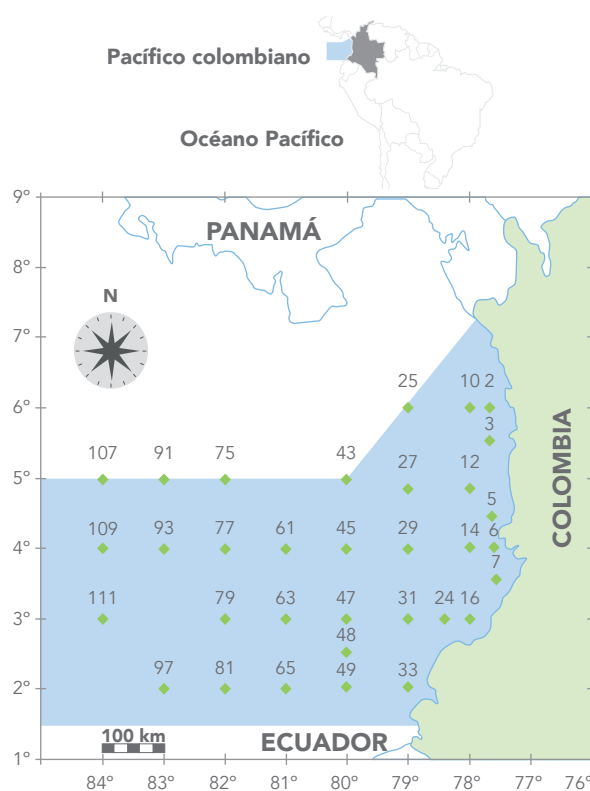 Pacífico colombiano
Océano Pacífico
9°
PANAMÁ
8°
N
7°
25 10 2
6°
3
107 91 75 43 27 12
5°
5
109 93 77 61 45 29 14 6
4°
7
111 79 63 47 31 24 16
3°
48
97 81 65 49 33
2°
COLOMBIA
100 km
ECUADOR
1°
84° 83° 82° 81° 80° 79° 78° 77° 76°